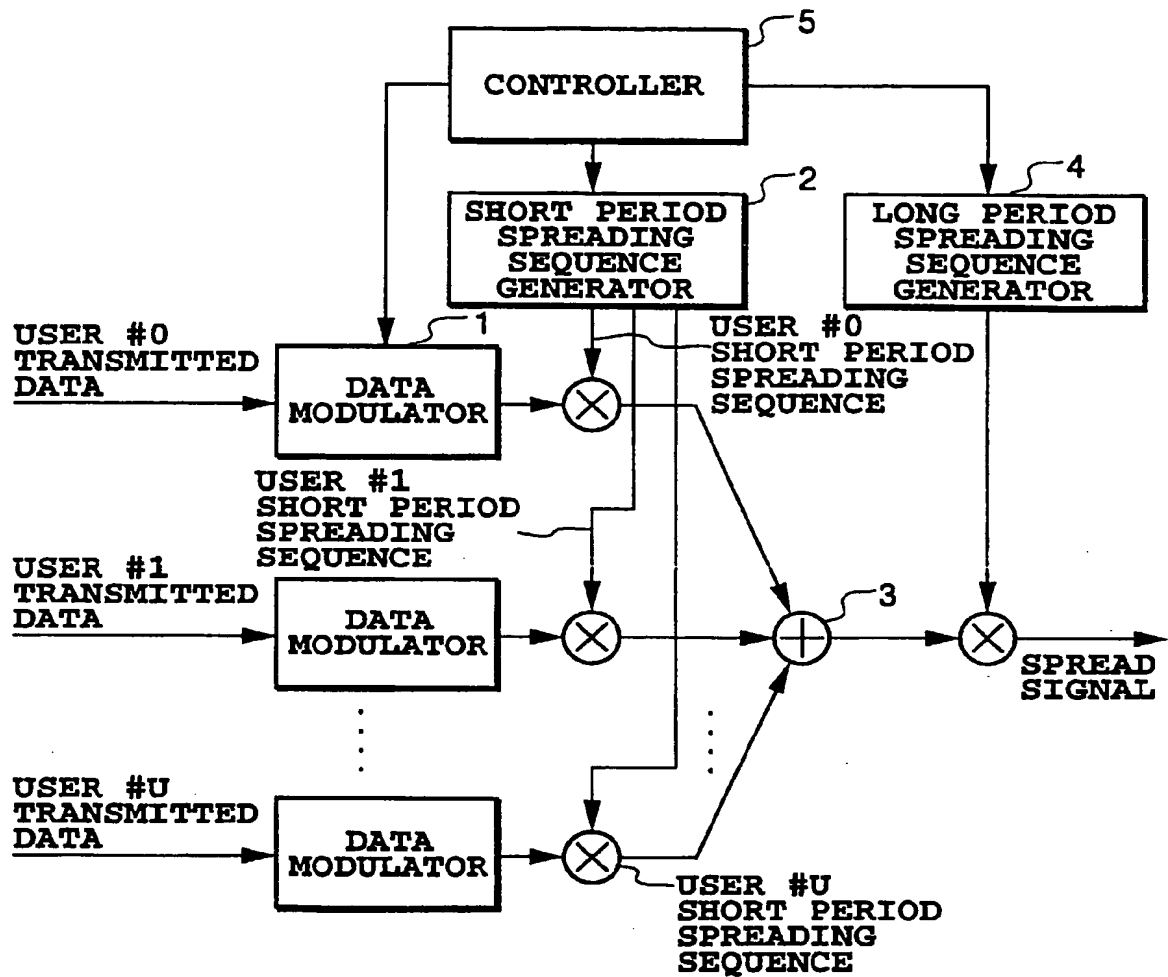 5
CONTROLLER
2
SHORT PERIOD
SPREADING
SEQUENCE
GENERATOR
4
LONG PERIOD
SPREADING
SEQUENCE
GENERATOR
USER #0
TRANSMITTED
DATA
1
DATA
MODULATOR
USER #0
SHORT PERIOD
SPREADING
SEQUENCE
USER #1
SHORT PERIOD
SPREADING
SEQUENCE
USER #1
TRANSMITTED
DATA
DATA
MODULATOR
3
SPREAD
SIGNAL
USER #U
TRANSMITTED
DATA
DATA
MODULATOR
USER #U
SHORT PERIOD
SPREADING
SEQUENCE